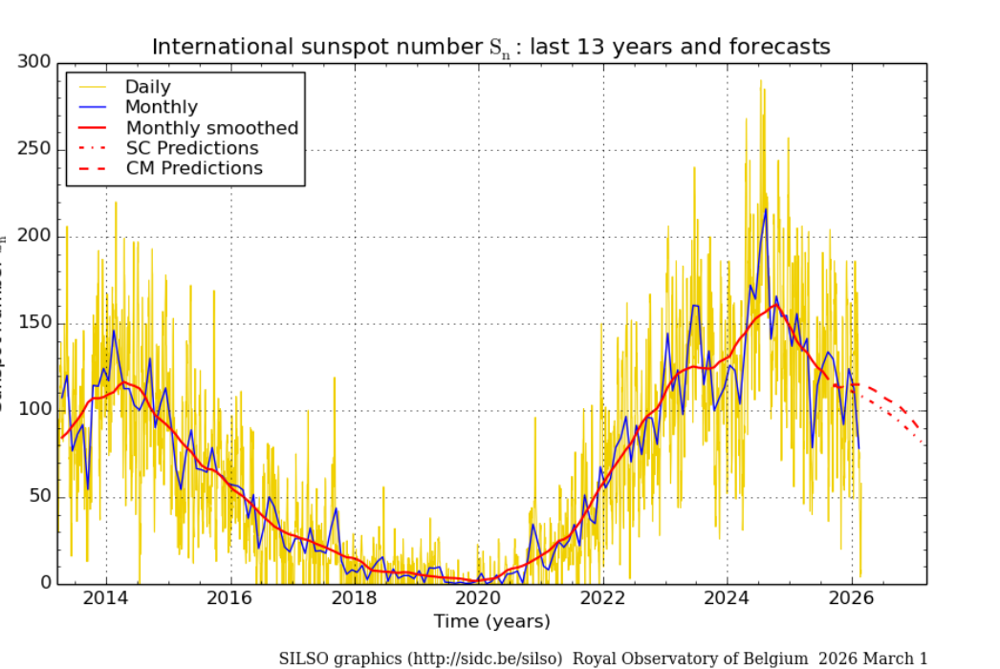 International sunspot number Sn : last 13 years and forecasts
300
250
200
150
100
50
0
Daily
Monthly
Monthly smoothed
SC Predictions
CM Predictions
2014 2016 2018 2020 2022 2024 2026
Time (years)
SILSO graphics (http://sidc.be/silso) Royal Observatory of Belgium 2026 March 1